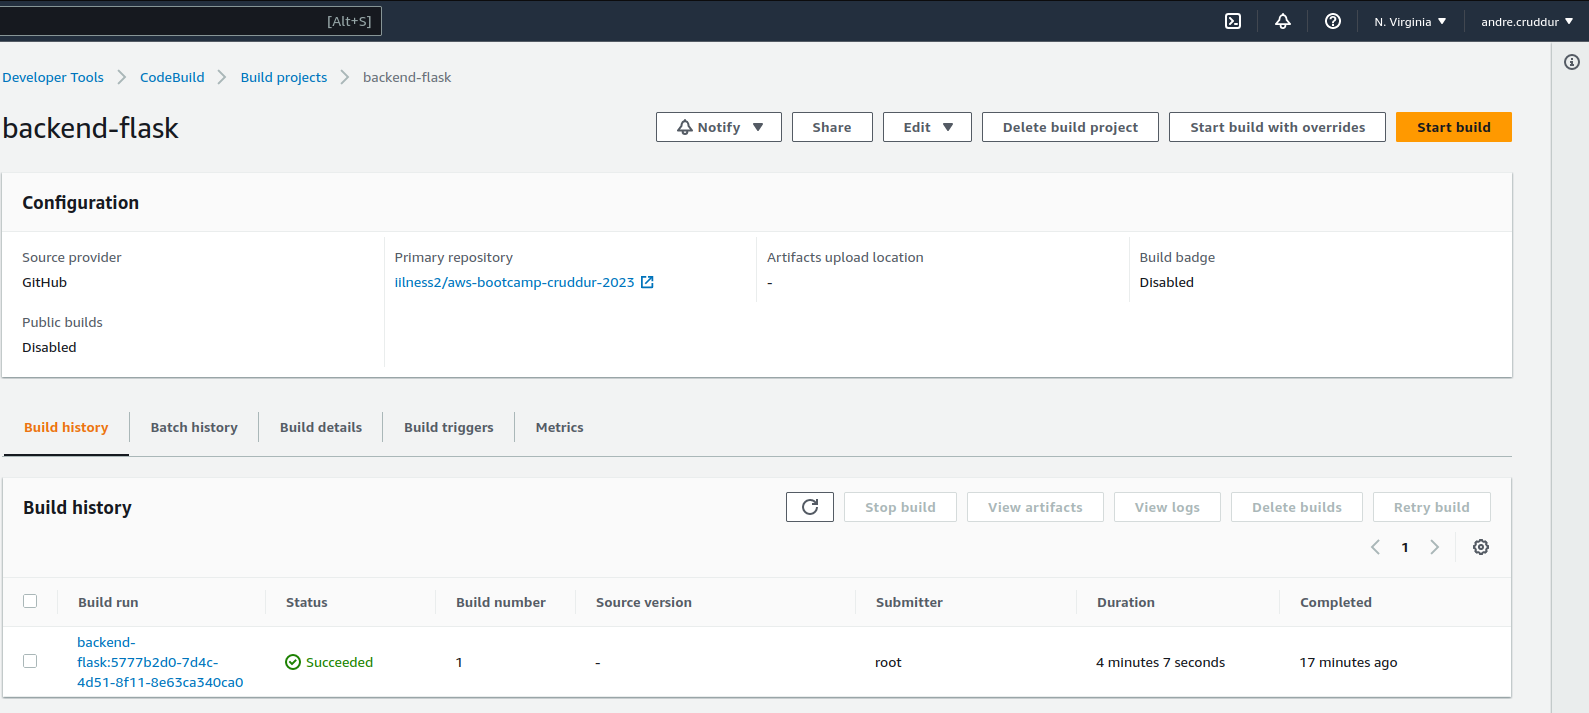 [Alt+S] N. Virginia andre.cruddur
Developer Tools CodeBuild Build projects backend-flask
backend-flask Notify Share Edit Delete build project Start build with overrides Start build
Configuration
Source provider Primary repository Artifacts upload location Build badge
GitHub iilness2/aws-bootcamp-cruddur-2023 - Disabled
Public builds
Disabled
Build history Batch history Build details Build triggers Metrics
Build history Stop build View artifacts View logs Delete builds Retry build
1
Build run Status Build number Source version Submitter Duration Completed
backend-
flask:5777b2d0-7d4c- Succeeded 1 - root 4 minutes 7 seconds 17 minutes ago
4d51-8f11-8e63ca340ca0